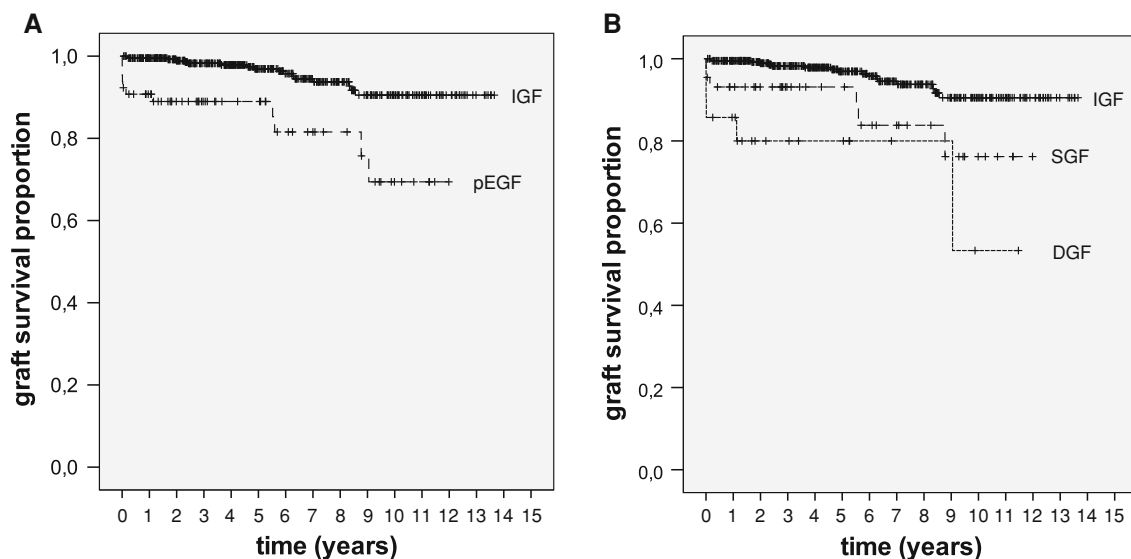 A
graft survival proportion
1,0
0,8
0,6
0,4
0,2
0,0
IGF
pEGF
0 1 2 3 4 5 6 7 8 9 10 11 12 13 14 15
time (years)
B
graft survival proportion
1,0
0,8
0,6
0,4
0,2
0,0
IGF
SGF
DGF
0 1 2 3 4 5 6 7 8 9 10 11 12 13 14 15
time (years)